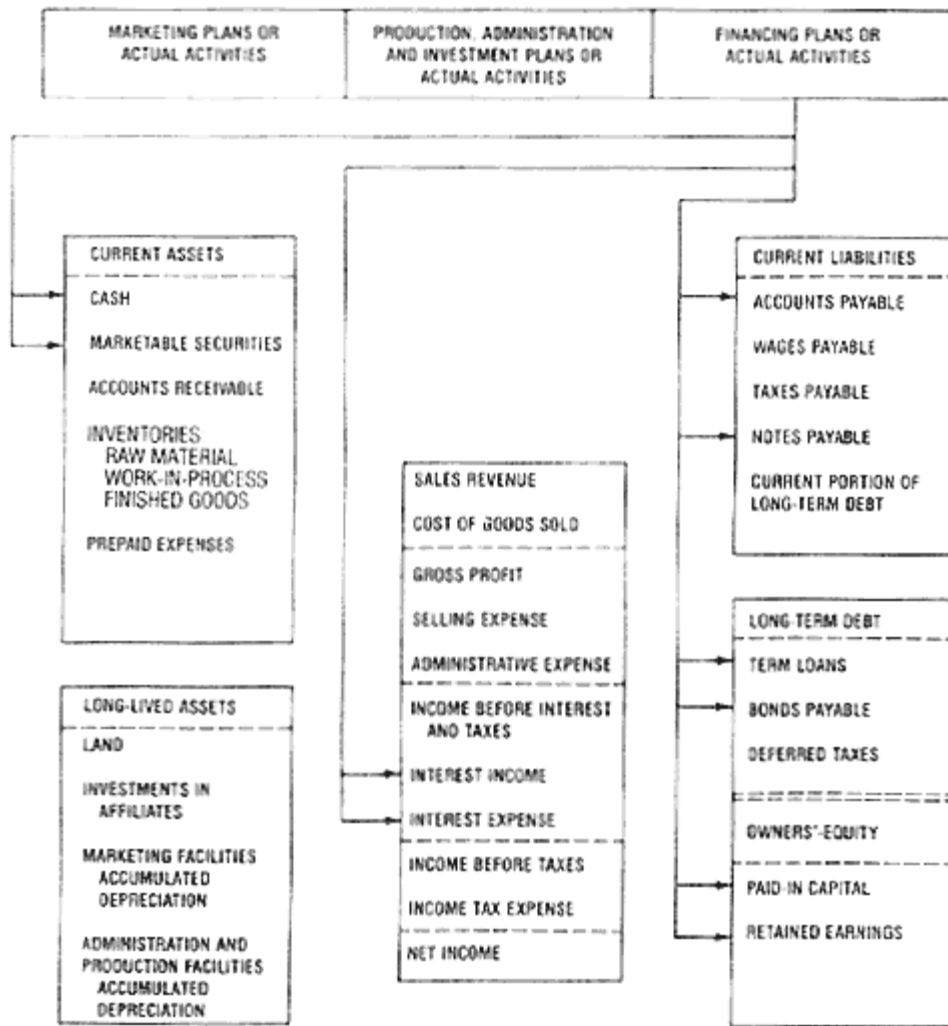 MARKETING PLANS OR
ACTUAL ACTIVITIES
PRODUCTION, ADMINISTRATION
AND INVESTMENT PLANS OR
ACTUAL ACTIVITIES
FINANCING PLANS OR
ACTUAL ACTIVITIES
CURRENT ASSETS
CASH
MARKETABLE SECURITIES
ACCOUNTS RECEIVABLE
INVENTORIES
RAW MATERIAL
WORK-IN-PROCESS
FINISHED GOODS
PREPAID EXPENSES
LONG-LIVED ASSETS
LAND
INVESTMENTS IN
AFFILIATES
MARKETING FACILITIES
ACCUMULATED
DEPRECIATION
ADMINISTRATION AND
PRODUCTION FACILITIES
ACCUMULATED
DEPRECIATION
SALES REVENUE
COST OF GOODS SOLD
GROSS PROFIT
SELLING EXPENSE
ADMINISTRATIVE EXPENSE
INCOME BEFORE INTEREST
AND TAXES
INTEREST INCOME
INTEREST EXPENSE
INCOME BEFORE TAXES
INCOME TAX EXPENSE
NET INCOME
CURRENT LIABILITIES
ACCOUNTS PAYABLE
WAGES PAYABLE
TAXES PAYABLE
NOTES PAYABLE
CURRENT PORTION OF
LONG-TERM DEBT
LONG-TERM DEBT
TERM LOANS
BONDS PAYABLE
DEFERRED TAXES
OWNERS'-EQUITY
PAID-IN CAPITAL
RETAINED EARNINGS